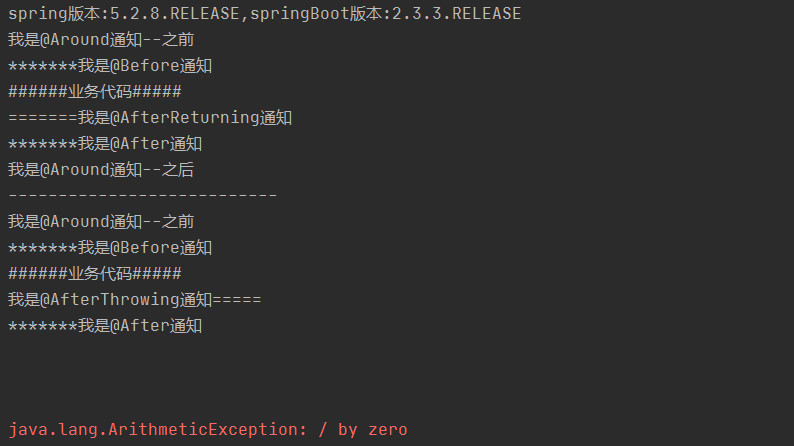 spring版本:5.2.8.RELEASE,springBoot版本:2.3.3.RELEASE
我是@Around通知--之前
*******我是@Before通知
######业务代码#####
=======我是@AfterReturning通知
*******我是@After通知
我是@Around通知--之后
---------------------------
我是@Around通知--之前
*******我是@Before通知
######业务代码#####
我是@AfterThrowing通知=====
*******我是@After通知
java.lang.ArithmeticException: / by zero